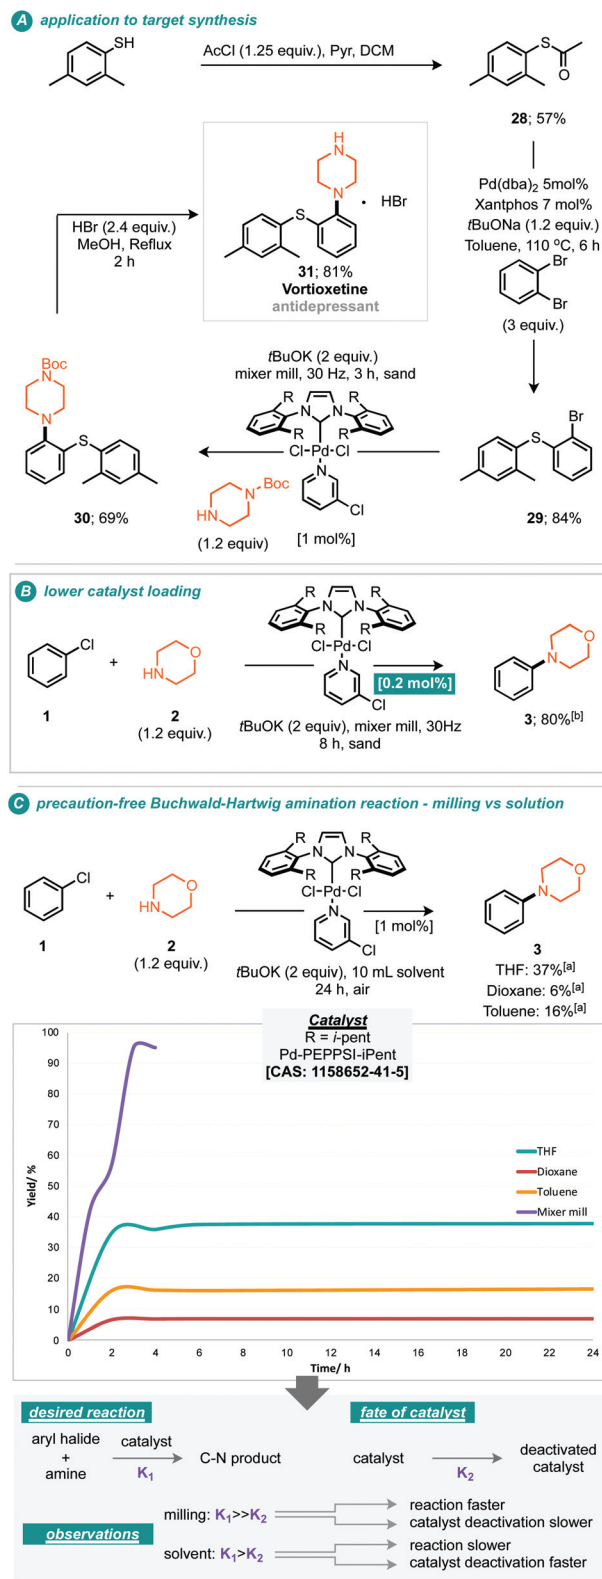 A application to target synthesis
SH
AcCl (1.25 equiv.), Pyr, DCM
S
O
28; 57%
Pd(dba)2 5mol%
Xantphos 7 mol%
tBuONa (1.2 equiv.)
Toluene, 110 °C, 6 h
Br
Br
(3 equiv.)
H
N
N
S
· HBr
31; 81%
Vortioxetine
antidepressant
HBr (2.4 equiv.)
MeOH, Reflux
2 h
tBuOK (2 equiv.)
mixer mill, 30 Hz, 3 h, sand
R R
N N
R R
Cl-Pd-Cl
N
Cl
[1 mol%]
N Boc
HN
(1.2 equiv)
Boc
N
N
S
30; 69%
Br
S
29; 84%
B lower catalyst loading
Cl
1
+
O
HN
2
(1.2 equiv.)
R R
N N
R R
Cl-Pd-Cl
N
Cl
[0.2 mol%]
tBuOK (2 equiv), mixer mill, 30Hz
8 h, sand
O
N
3; 80%[b]
C precaution-free Buchwald-Hartwig amination reaction - milling vs solution
Cl
1
+
O
HN
2
(1.2 equiv.)
R R
N N
R R
Cl-Pd-Cl
N
Cl
[1 mol%]
tBuOK (2 equiv), 10 mL solvent
24 h, air
O
N
3
THF: 37%[a]
Dioxane: 6%[a]
Toluene: 16%[a]
Catalyst
R = i-pent
Pd-PEPPSI-iPent
[CAS: 1158652-41-5]
Yield/ %
100
90
80
70
60
50
40
30
20
10
0
THF
Dioxane
Toluene
Mixer mill
0 2 4 6 8 10 12 14 16 18 20 22 24
Time/ h
desired reaction
aryl halide
+
amine
catalyst
K1
C-N product
fate of catalyst
catalyst
K2
deactivated
catalyst
observations
milling: K1>>K2
reaction faster
catalyst deactivation slower
solvent: K1>K2
reaction slower
catalyst deactivation faster